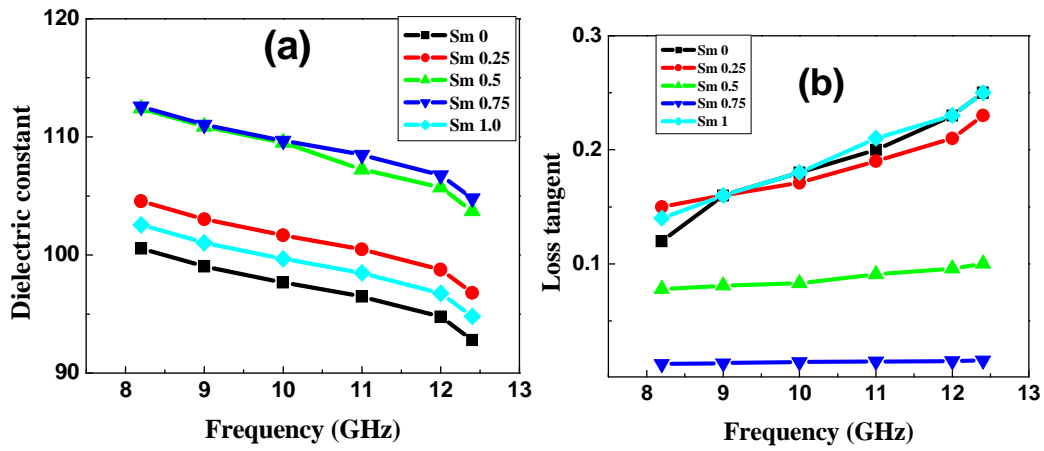 120
110
100
90
Dielectric constant
(a)
Sm 0
Sm 0.25
Sm 0.5
Sm 0.75
Sm 1.0
8 9 10 11 12 13
Frequency (GHz)
0.3
0.2
0.1
Loss tangent
Sm 0
Sm 0.25
Sm 0.5
Sm 0.75
Sm 1
(b)
8 9 10 11 12 13
Frequency (GHz)